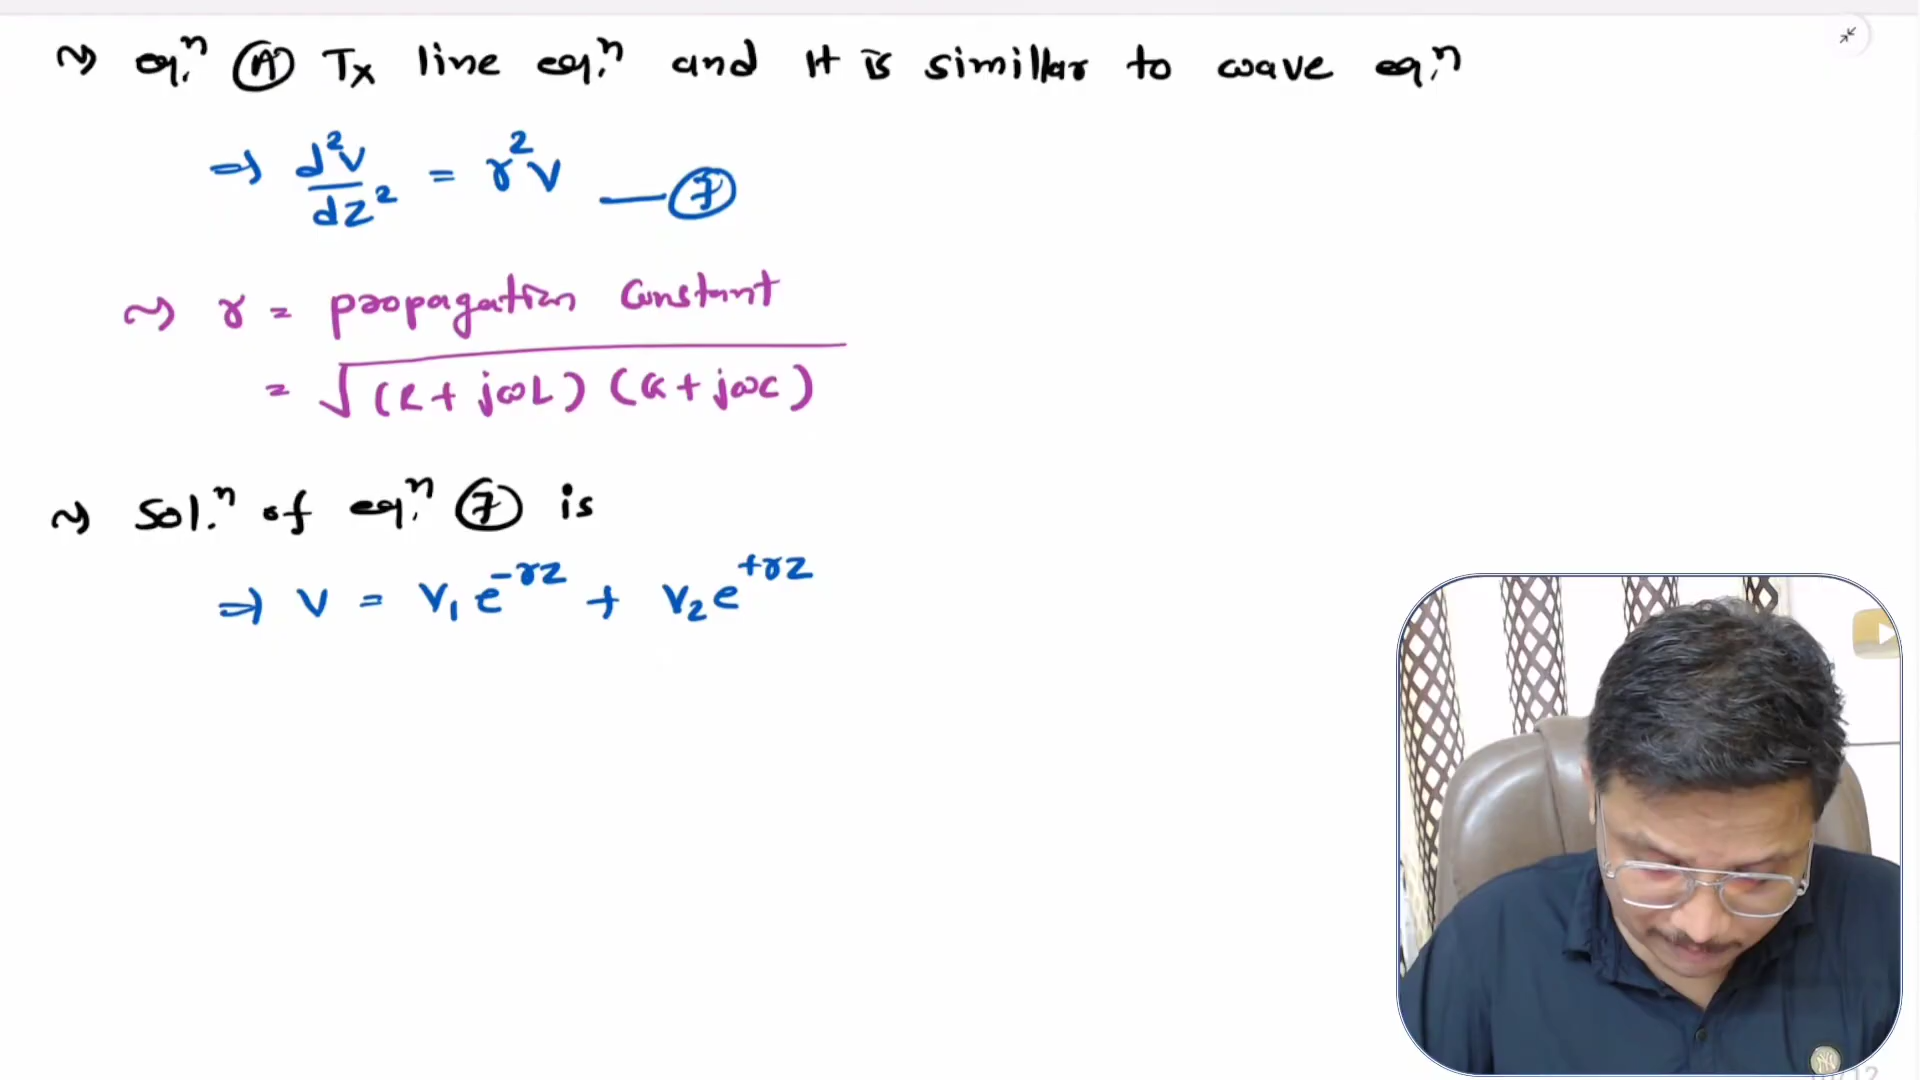 ~> eq.ⁿ Ⓐ Tx line eq.ⁿ and It is similar to wave eq.ⁿ
=> d²V/dz² = γ²V —⑦
~> γ = propagation Constant
= √(R + jωL) (G + jωC)
~> Sol.ⁿ of eq.ⁿ ⑦ is
=> V = V₁e^{-γz} + V₂e^{+γz}